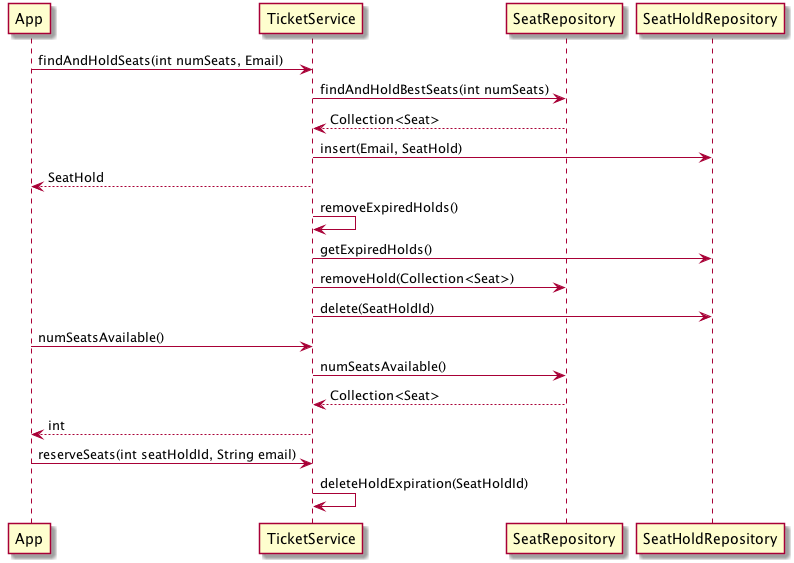 App
TicketService
SeatRepository
SeatHoldRepository
findAndHoldSeats(int numSeats, Email)
findAndHoldBestSeats(int numSeats)
Collection<Seat>
insert(Email, SeatHold)
SeatHold
removeExpiredHolds()
getExpiredHolds()
removeHold(Collection<Seat>)
delete(SeatHoldId)
numSeatsAvailable()
numSeatsAvailable()
Collection<Seat>
int
reserveSeats(int seatHoldId, String email)
deleteHoldExpiration(SeatHoldId)
App
TicketService
SeatRepository
SeatHoldRepository